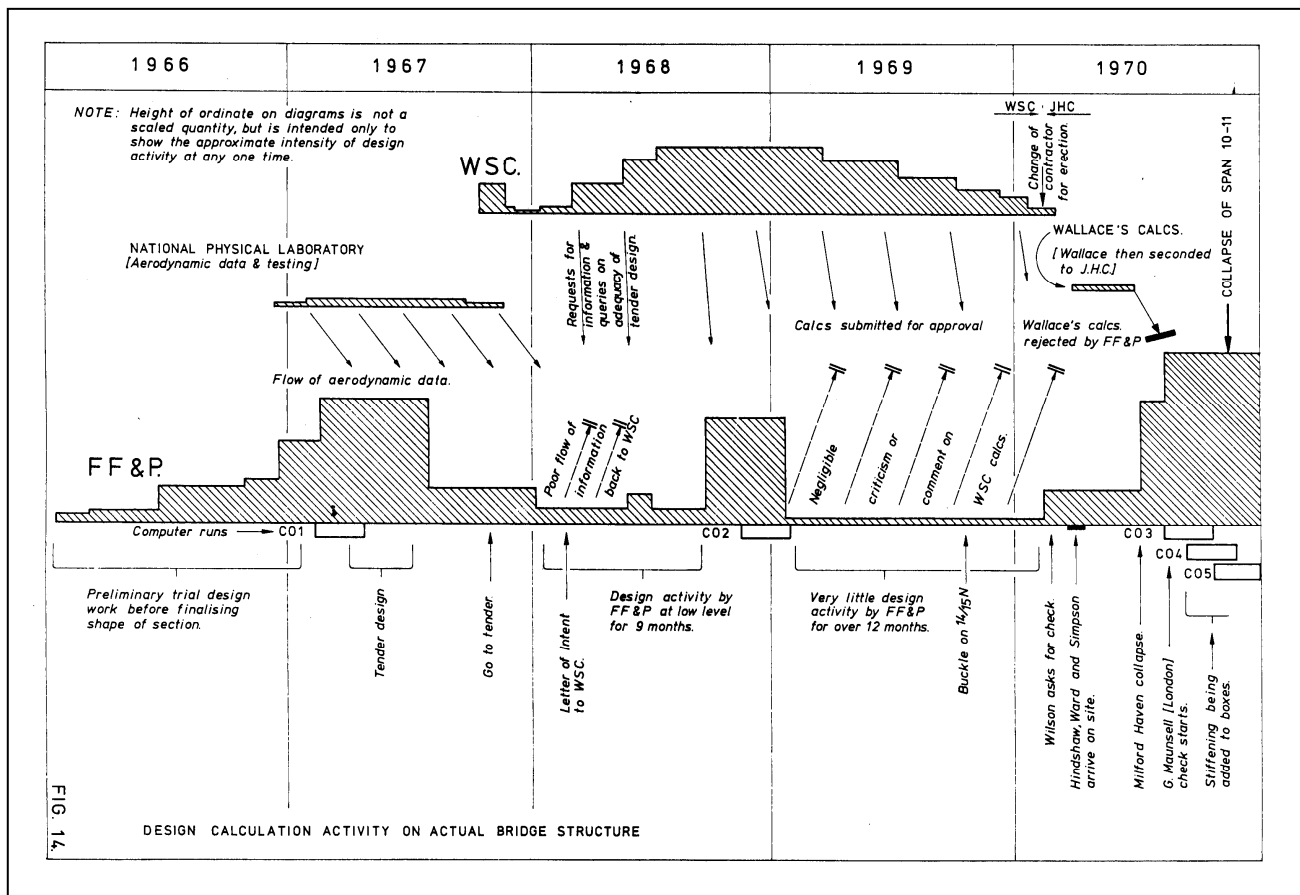 1966
1967
1968
1969
1970
NOTE: Height of ordinate on diagrams is not a
scaled quantity, but is intended only to
show the approximate intensity of design
activity at any one time.
WSC. JHC
Change of
contractor
for erection.
COLLAPSE OF SPAN 10-11
WSC.
NATIONAL PHYSICAL LABORATORY
[Aerodynamic data & testing]
Requests for
information &
queries on
adequacy of
tender design.
WALLACE'S CALCS.
[Wallace then seconded
to J.H.C.]
Calcs submitted for approval
Wallace's calcs.
rejected by FF&P
Flow of aerodynamic data.
Poor flow of
information
back to WSC
Negligible
criticism or
comment on
WSC calcs.
FF&P.
Computer runs
CO1
CO2
CO3
CO4
CO5
Preliminary trial design
work before finalising
shape of section.
Tender design
Go to tender.
Letter of Intent
to WSC.
Design activity by
FF&P at low level
for 9 months.
Very little design
activity by FF&P
for over 12 months.
Buckle on 14/15N
Wilson asks for check.
Hindshaw, Ward and Simpson
arrive on site.
Milford Haven collapse.
G. Maunsell [London]
check starts.
Stiffening being
added to boxes.
FIG. 14.
DESIGN CALCULATION ACTIVITY ON ACTUAL BRIDGE STRUCTURE